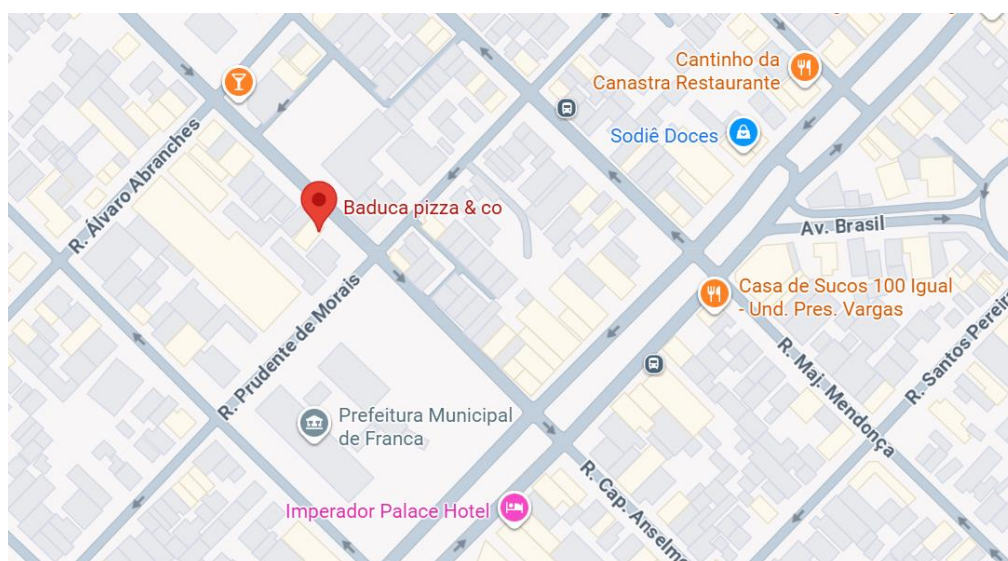 Cantinho da
Canastra Restaurante
Sodiê Doces
R. Álvaro Abranches
Baduca pizza & co
Av. Brasil
Casa de Sucos 100 Igual
- Und. Pres. Vargas
R. Prudente de Morais
R. Santos Perei
R. Maj. Mendonça
Prefeitura Municipal
de Franca
R. Cap. Anselm
Imperador Palace Hotel